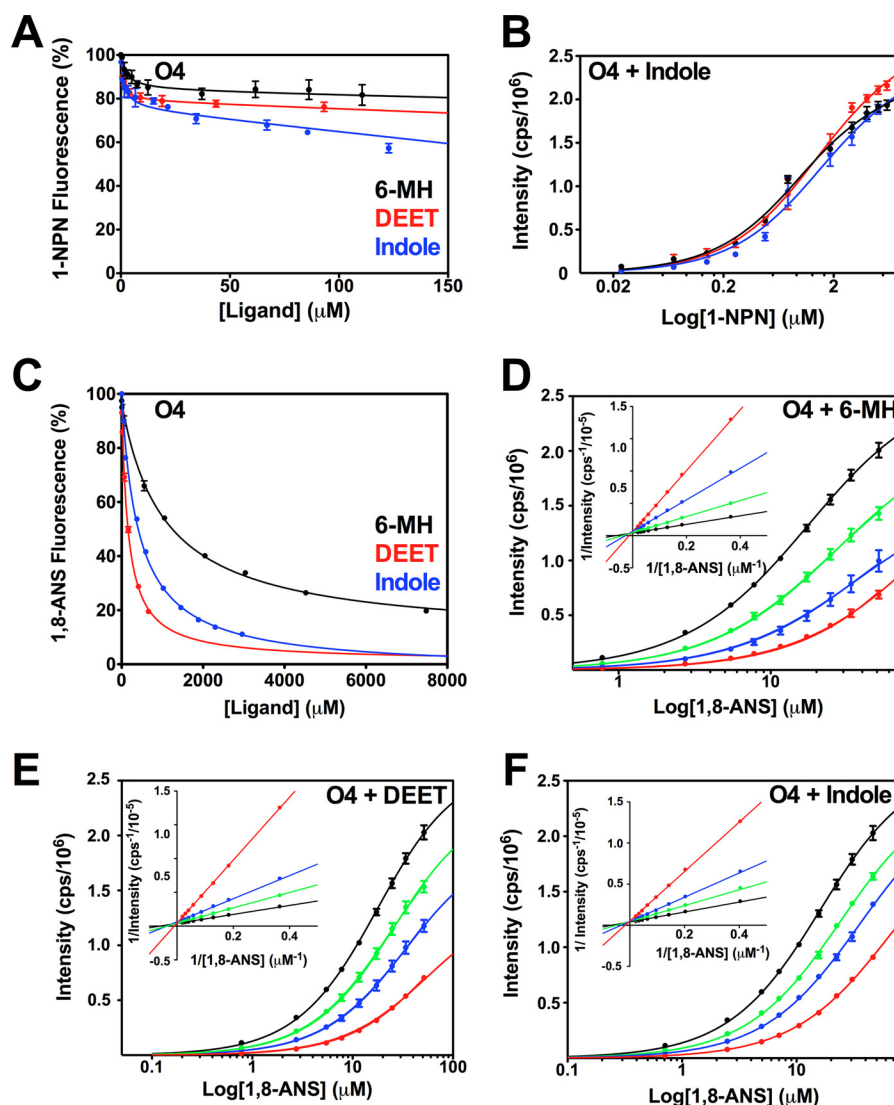 A
O4
100
80
60
40
20
0
1-NPN Fluorescence (%)
6-MH
DEET
Indole
0 50 100 150
[Ligand] (μM)
B
O4 + Indole
2.5
2.0
1.5
1.0
0.5
0
Intensity (cps/10⁶)
0.02 0.2 2
Log[1-NPN] (μM)
C
O4
100
80
60
40
20
0
1,8-ANS Fluorescence (%)
6-MH
DEET
Indole
0 2000 4000 6000 8000
[Ligand] (μM)
D
O4 + 6-MH
2.5
2.0
1.5
1.0
0.5
Intensity (cps/10⁶)
1.5
1.0
0.5
-0.5
1/Intensity (cps⁻¹/10⁻⁵)
0.2 0.4
1/[1,8-ANS] (μM⁻¹)
1 10
Log[1,8-ANS] (μM)
E
O4 + DEET
2.5
2.0
1.5
1.0
0.5
Intensity (cps/10⁶)
1.5
1.0
0.5
-0.5
1/Intensity (cps⁻¹/10⁻⁵)
0.2 0.4
1/[1,8-ANS] (μM⁻¹)
0.1 1 10 100
Log[1,8-ANS] (μM)
F
O4 + Indole
2.5
2.0
1.5
1.0
0.5
Intensity (cps/10⁶)
1.5
1.0
0.5
-0.5
1/ Intensity (cps⁻¹/10⁻⁵)
0.2 0.4
1/[1,8-ANS] (μM⁻¹)
0.1 1 10
Log[1,8-ANS] (μM)